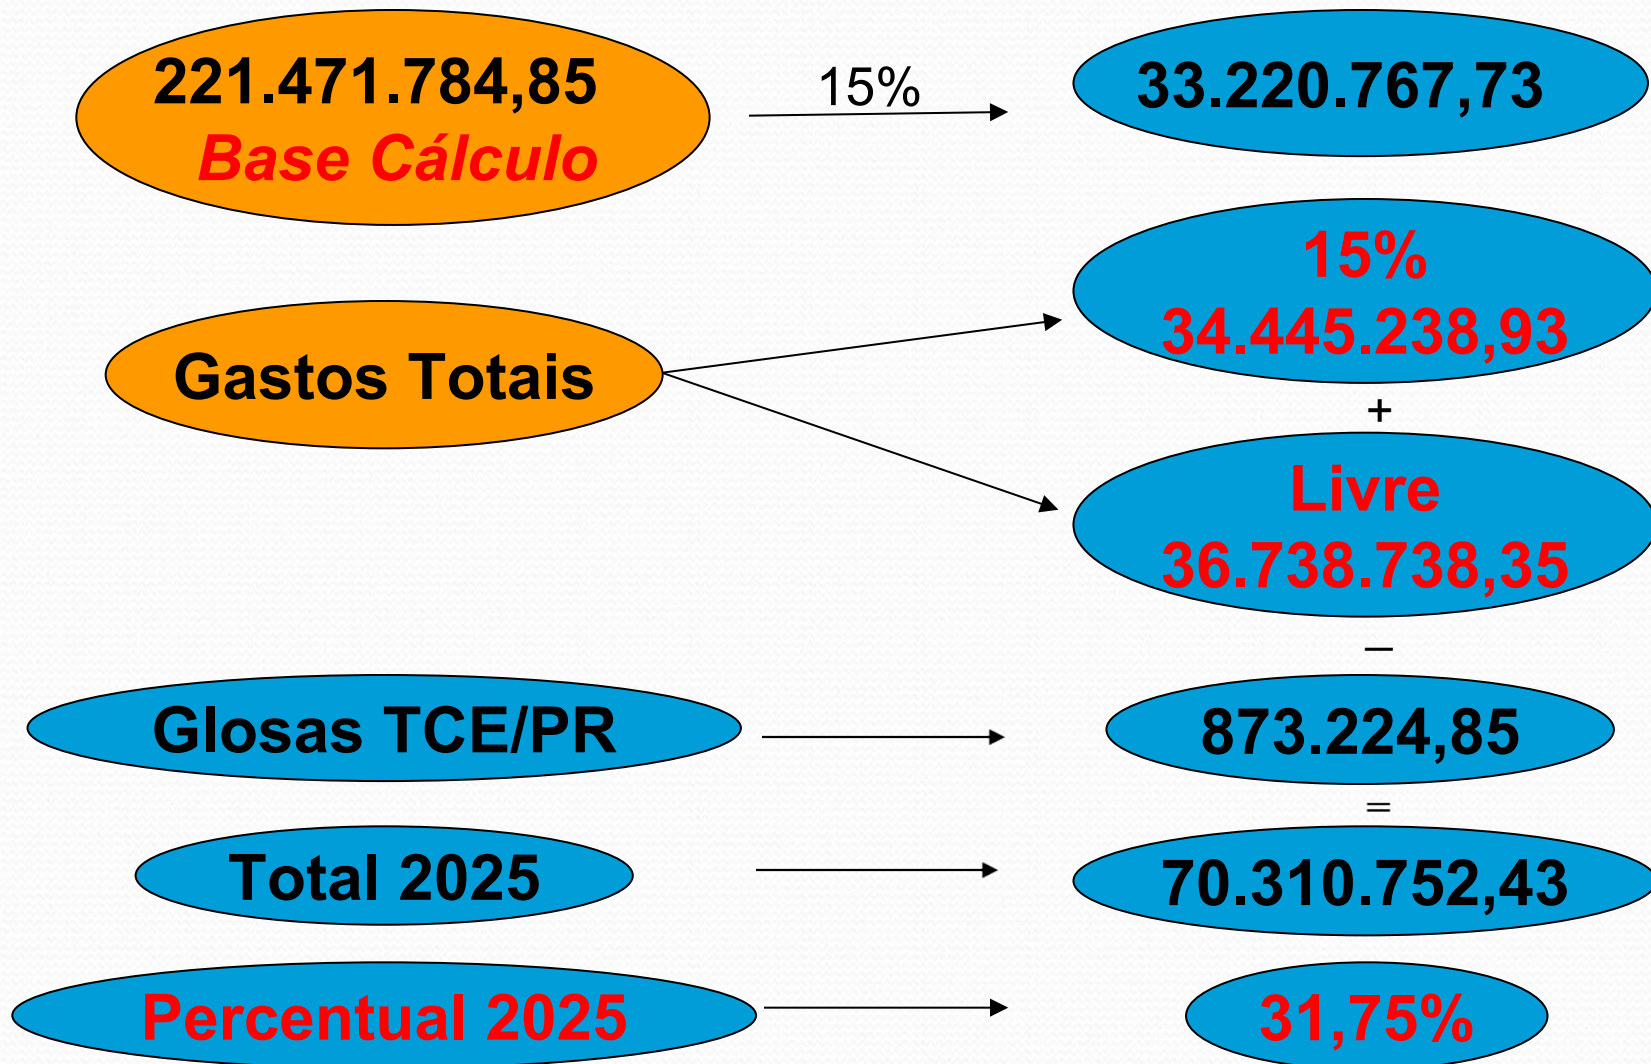 221.471.784,85
Base Cálculo
15%
33.220.767,73
Gastos Totais
15%
34.445.238,93
+
Livre
36.738.738,35
–
Glosas TCE/PR
873.224,85
=
Total 2025
70.310.752,43
Percentual 2025
31,75%